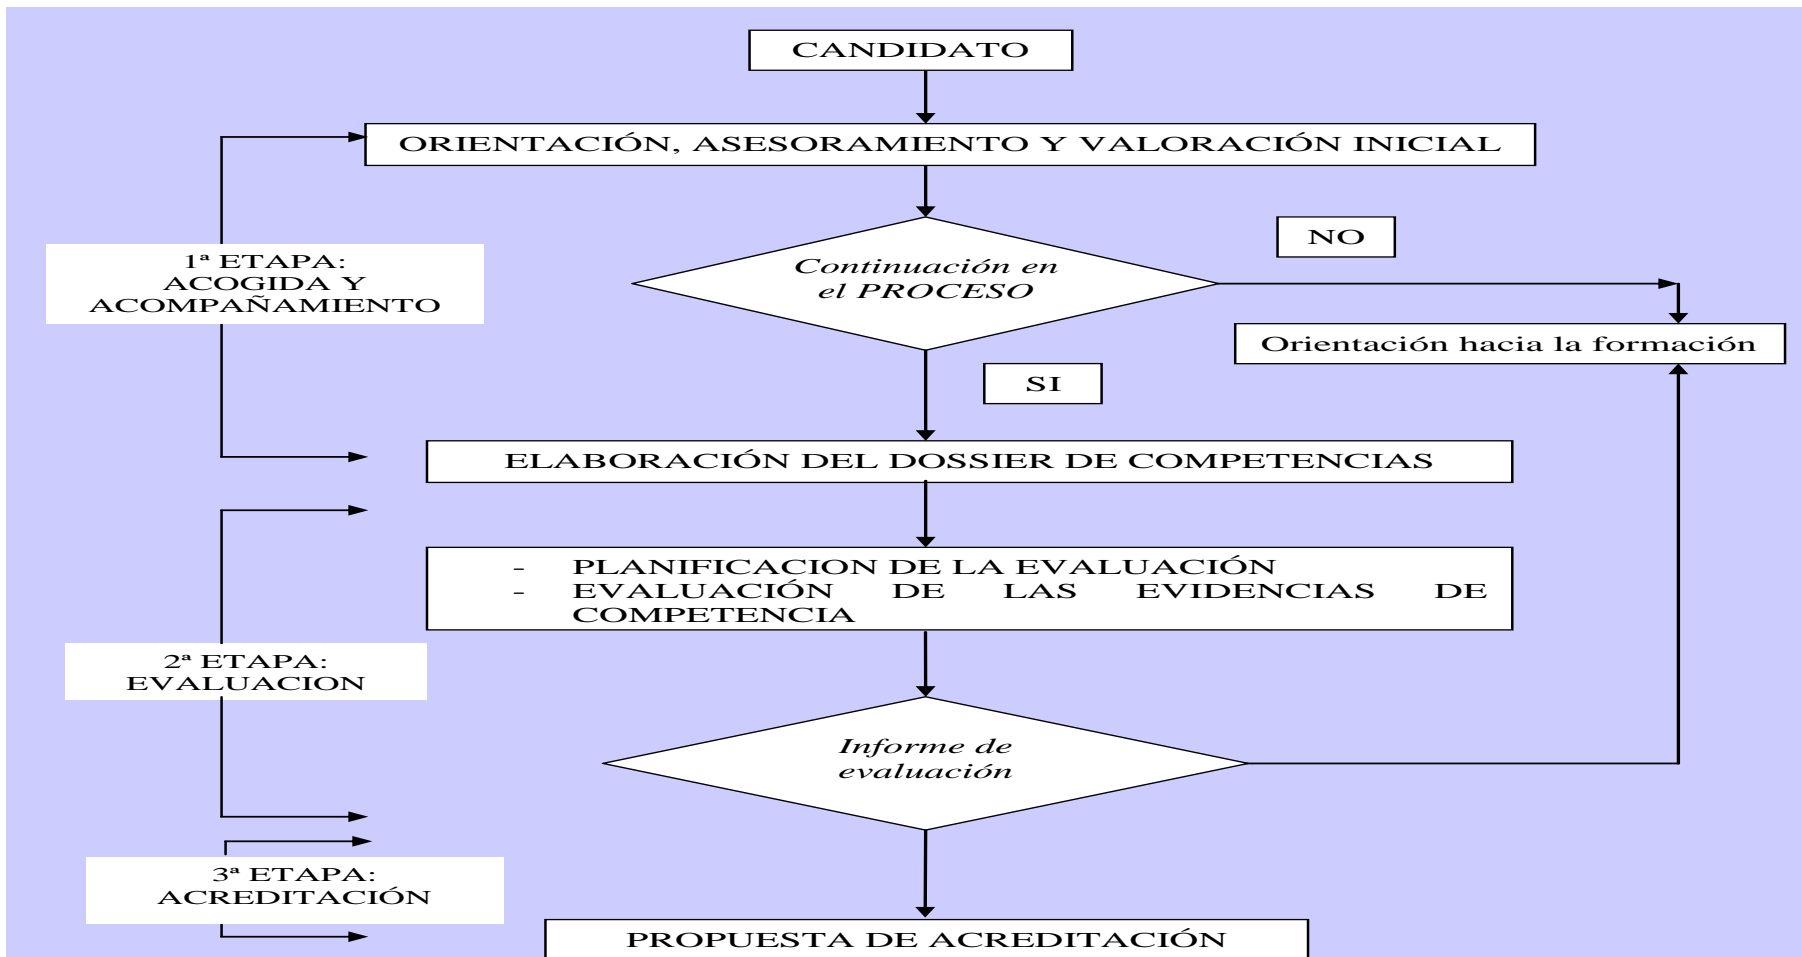 CANDIDATO
ORIENTACIÓN, ASESORAMIENTO Y VALORACIÓN INICIAL
NO
1ª ETAPA:
ACOGIDA Y
ACOMPAÑAMIENTO
Continuación en
el PROCESO
Orientación hacia la formación
SI
ELABORACIÓN DEL DOSSIER DE COMPETENCIAS
- PLANIFICACION DE LA EVALUACIÓN
- EVALUACIÓN DE LAS EVIDENCIAS DE
COMPETENCIA
2ª ETAPA:
EVALUACION
Informe de
evaluación
3ª ETAPA:
ACREDITACIÓN
PROPUESTA DE ACREDITACIÓN